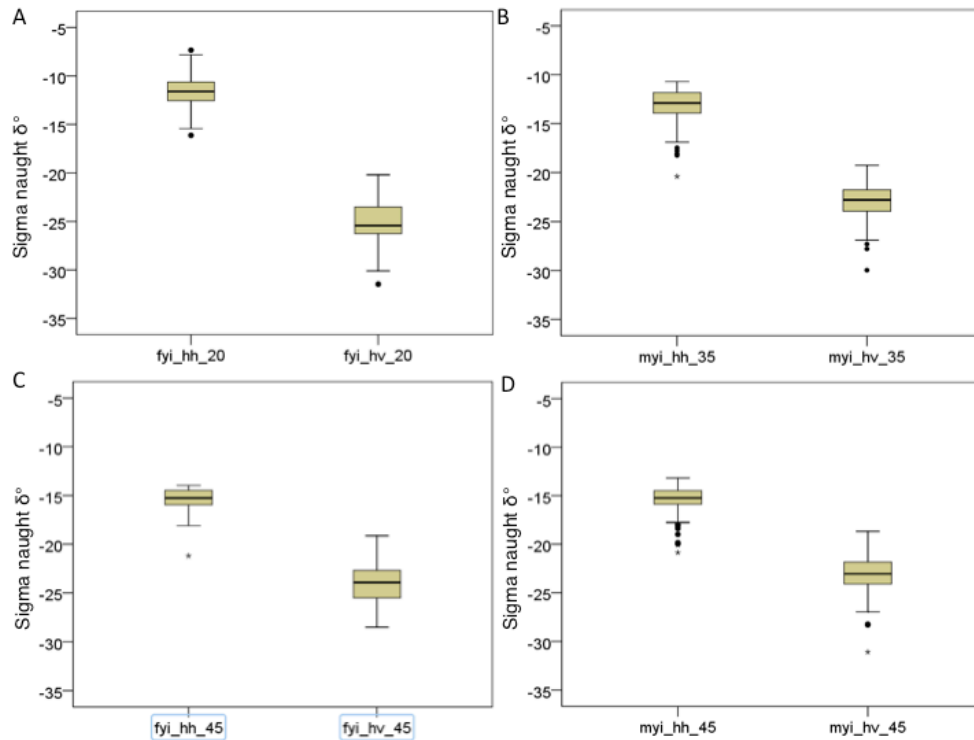 A
Sigma naught δ°
-5
-10
-15
-20
-25
-30
-35
fyi_hh_20 fyi_hv_20
B
Sigma naught δ°
-5
-10
-15
-20
-25
-30
-35
myi_hh_35 myi_hv_35
C
Sigma naught δ°
-5
-10
-15
-20
-25
-30
-35
fyi_hh_45 fyi_hv_45
D
Sigma naught δ°
-5
-10
-15
-20
-25
-30
-35
myi_hh_45 myi_hv_45